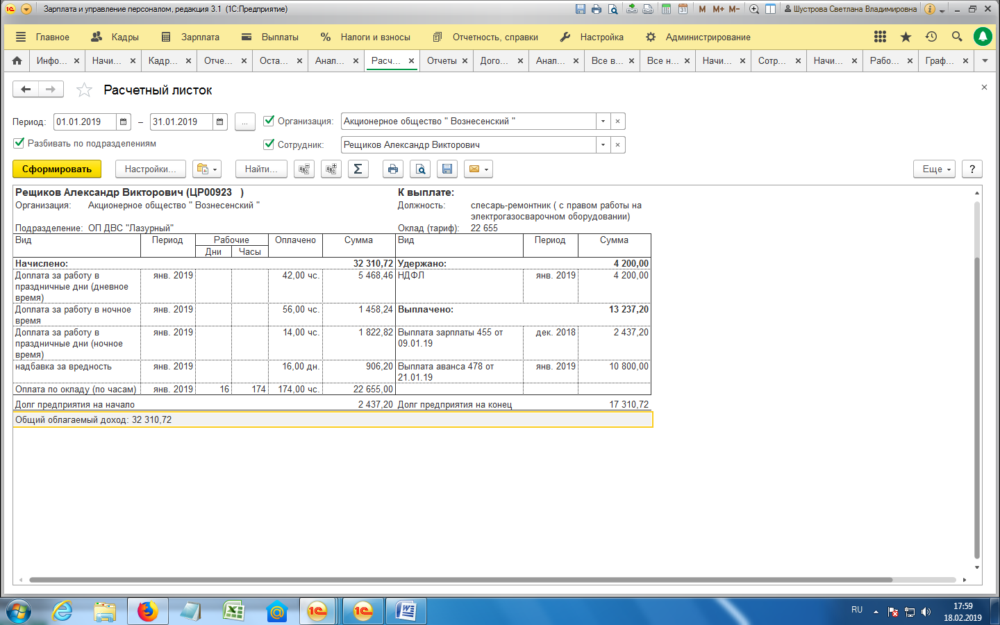 Зарплата и управление персоналом, редакция 3.1 (1С:Предприятие)
M M+ M- Шустрова Светлана Владимировна
Главное Кадры Зарплата Выплаты Налоги и взносы Отчетность, справки Настройка Администрирование
Инфо... Начи... Кадр... Отче... Оста... Анал... Расч... Отчеты Дого... Анал... Все в... Все н... Начи... Сотр... Начи... Рабо... Граф...
Расчетный листок
Период: 01.01.2019 – 31.01.2019 ... Организация: Акционерное общество " Вознесенский "
Разбивать по подразделениям Сотрудник: Рещиков Александр Викторович
Сформировать Настройки... Найти... Σ Еще ?
Рещиков Александр Викторович (ЦР00923 ) К выплате:
Организация: Акционерное общество " Вознесенский " Должность: слесарь-ремонтник ( с правом работы на
электрогазосварочном оборудовании)
Подразделение: ОП ДВС "Лазурный" Оклад (тариф): 22 655
Вид Период Рабочие Оплачено Сумма Вид Период Сумма
Дни Часы
Начислено: 32 310,72 Удержано: 4 200,00
Доплата за работу в янв. 2019 42,00 чс. 5 468,46 НДФЛ янв. 2019 4 200,00
праздничные дни (дневное
время)
Доплата за работу в ночное янв. 2019 56,00 чс. 1 458,24 Выплачено: 13 237,20
время
Доплата за работу в янв. 2019 14,00 чс. 1 822,82 Выплата зарплаты 455 от дек. 2018 2 437,20
праздничные дни (ночное 09.01.19
время)
надбавка за вредность янв. 2019 16,00 дн. 906,20 Выплата аванса 478 от янв. 2019 10 800,00
21.01.19
Оплата по окладу (по часам) янв. 2019 16 174 174,00 чс. 22 655,00
Долг предприятия на начало 2 437,20 Долг предприятия на конец 17 310,72
Общий облагаемый доход: 32 310,72
RU 17:59
18.02.2019